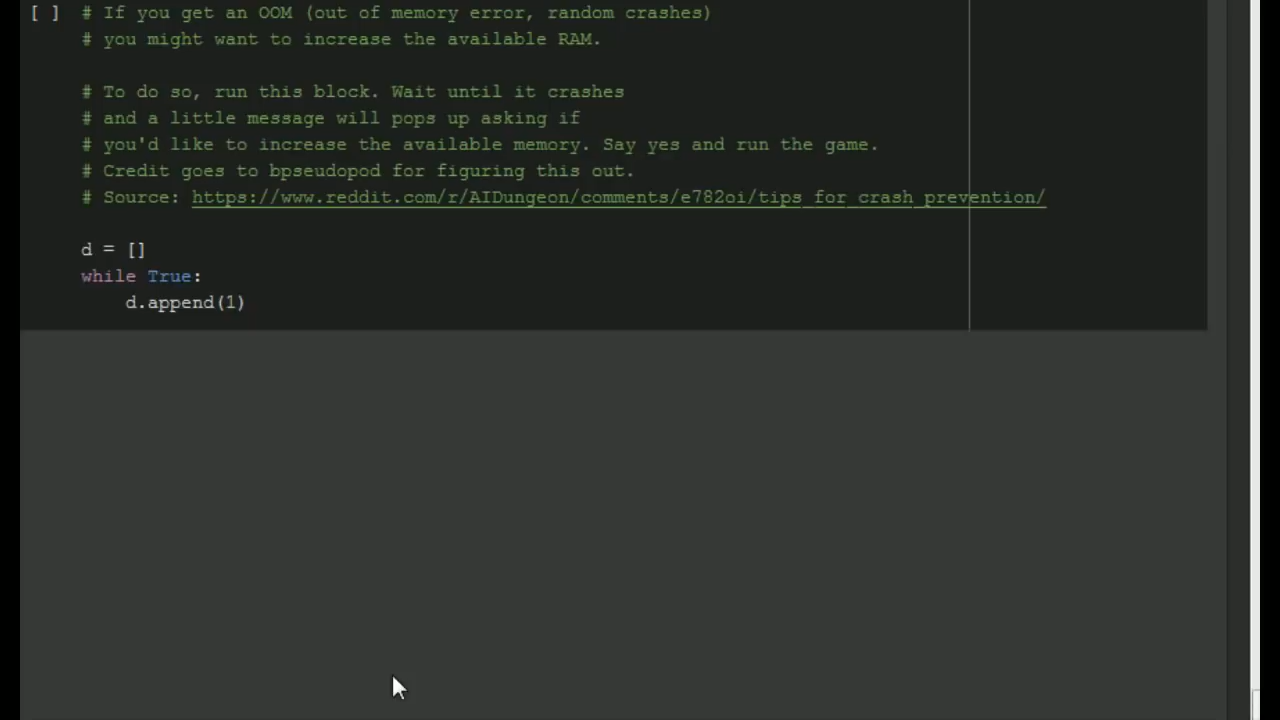 [ ] # If you get an OOM (out of memory error, random crashes)
# you might want to increase the available RAM.
# To do so, run this block. Wait until it crashes
# and a little message will pops up asking if
# you'd like to increase the available memory. Say yes and run the game.
# Credit goes to bpseudopod for figuring this out.
# Source: https://www.reddit.com/r/AIDungeon/comments/e782oi/tips_for_crash_prevention/
d = []
while True:
    d.append(1)